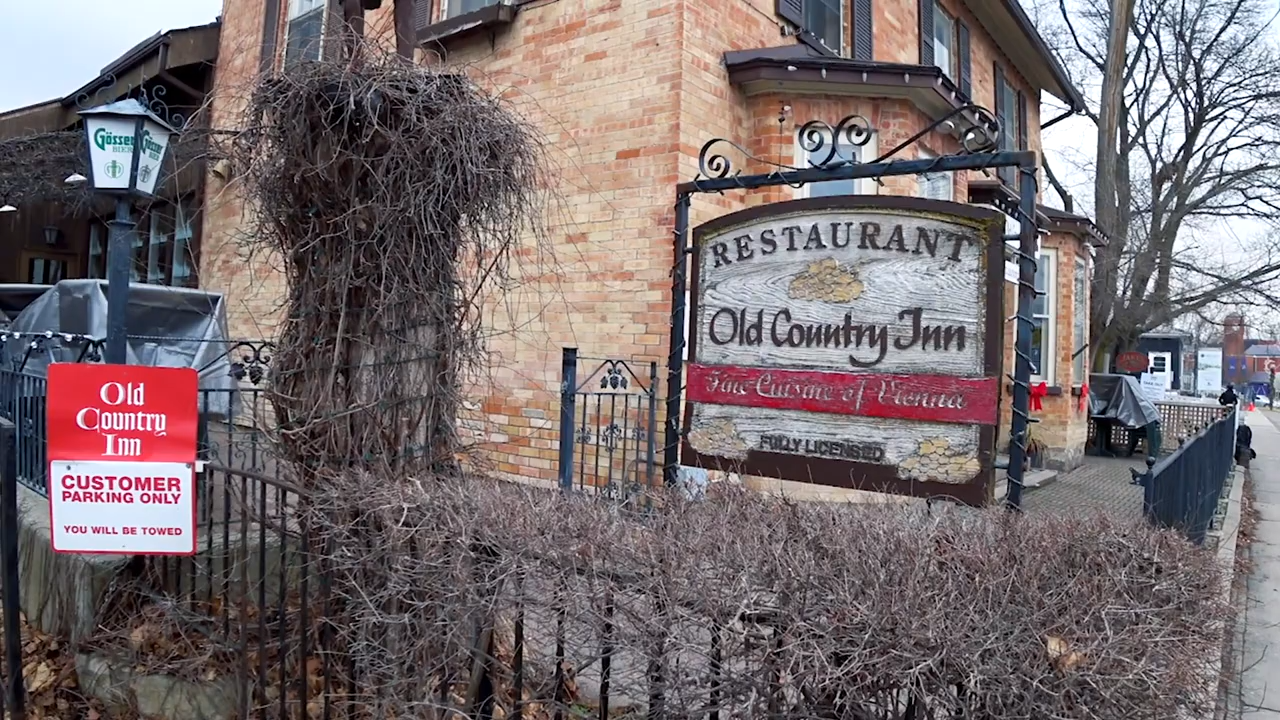 Gösser
BIER
Gösser
Old
Country
Inn
CUSTOMER
PARKING ONLY
YOU WILL BE TOWED
RESTAURANT
Old Country Inn
Fine Cuisine of Vienna
FULLY LICENSED